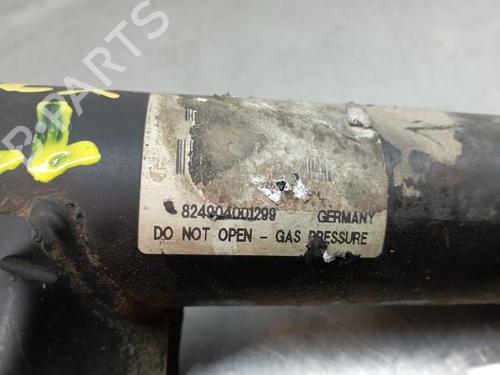 824904001299 GERMANY
DO NOT OPEN - GAS PRESSURE